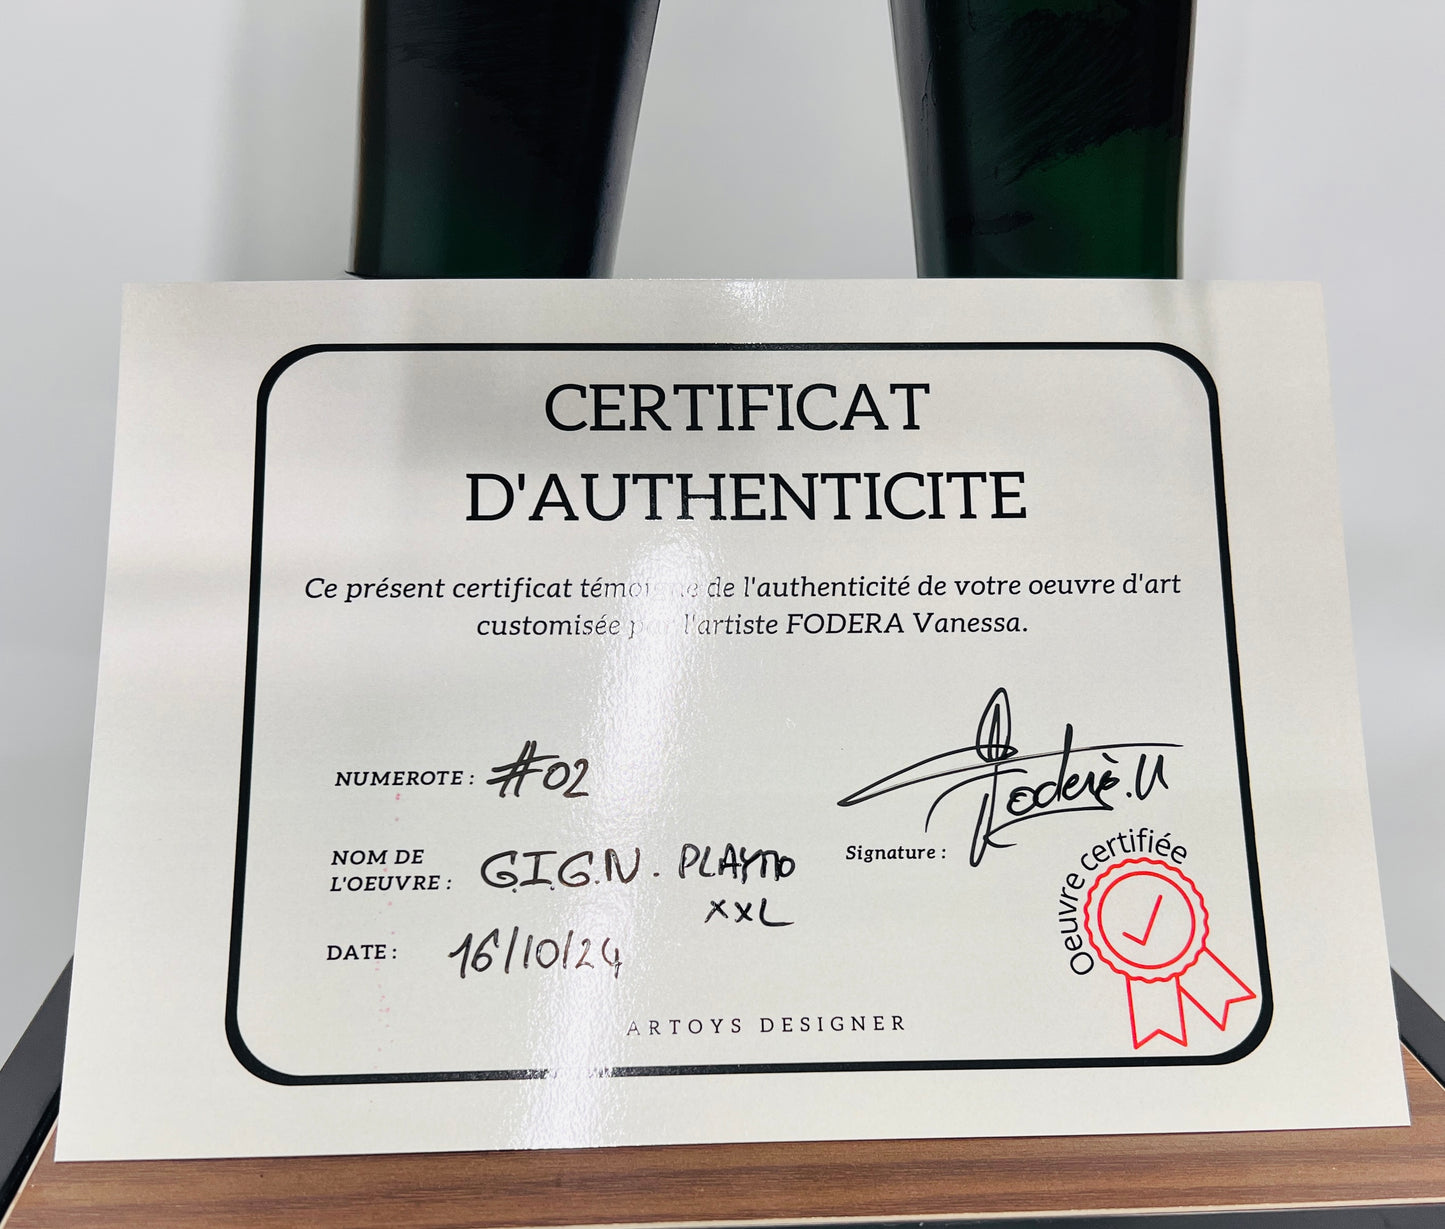 CERTIFICAT
D'AUTHENTICITE
Ce présent certificat témoigne de l'authenticité de votre oeuvre d'art
customisée par l'artiste FODERA Vanessa.
NUMEROTE : #02
NOM DE
L'OEUVRE : G.I.G.N. PLAYMO
XXL
DATE : 16/10/24
Signature :
Fodera.V
Oeuvre certifiée
ARTOYS DESIGNER